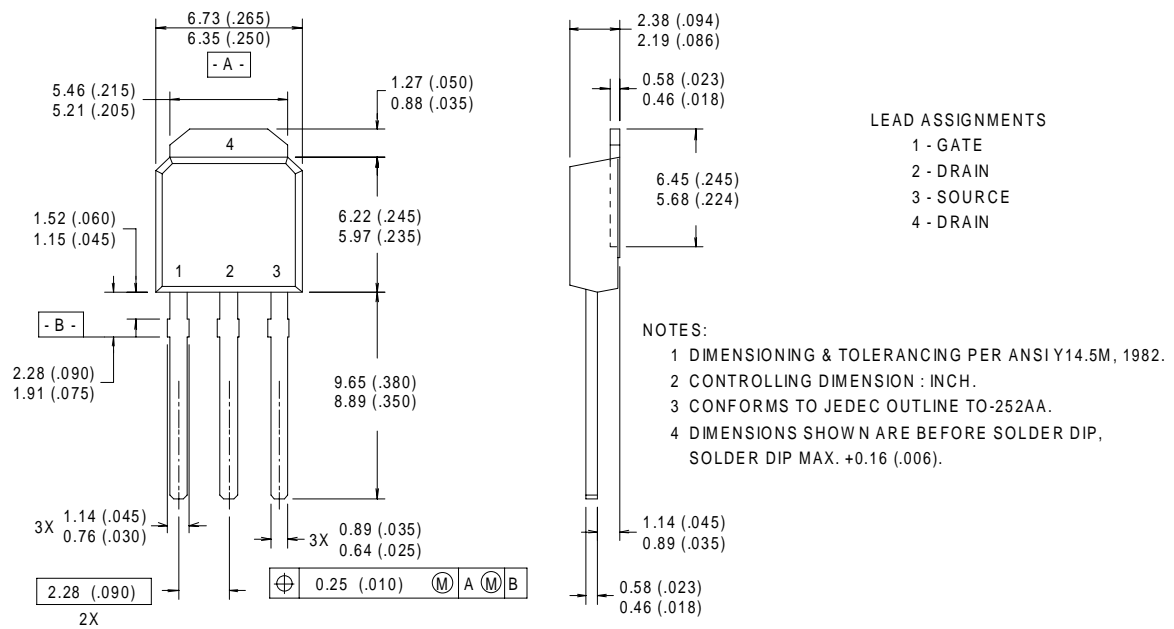 6.73 (.265)
6.35 (.250)
- A -
5.46 (.215)
5.21 (.205)
1.27 (.050)
0.88 (.035)
4
1.52 (.060)
1.15 (.045)
6.22 (.245)
5.97 (.235)
1 2 3
- B -
2.28 (.090)
1.91 (.075)
9.65 (.380)
8.89 (.350)
3X 1.14 (.045)
0.76 (.030)
3X 0.89 (.035)
0.64 (.025)
2.28 (.090)
2X
⌖ 0.25 (.010) Ⓜ A Ⓜ B
2.38 (.094)
2.19 (.086)
0.58 (.023)
0.46 (.018)
6.45 (.245)
5.68 (.224)
1.14 (.045)
0.89 (.035)
0.58 (.023)
0.46 (.018)
LEAD ASSIGNMENTS
1 - GATE
2 - DRAIN
3 - SOURCE
4 - DRAIN
NOTES:
1 DIMENSIONING & TOLERANCING PER ANSI Y14.5M, 1982.
2 CONTROLLING DIMENSION : INCH.
3 CONFORMS TO JEDEC OUTLINE TO-252AA.
4 DIMENSIONS SHOWN ARE BEFORE SOLDER DIP,
SOLDER DIP MAX. +0.16 (.006).